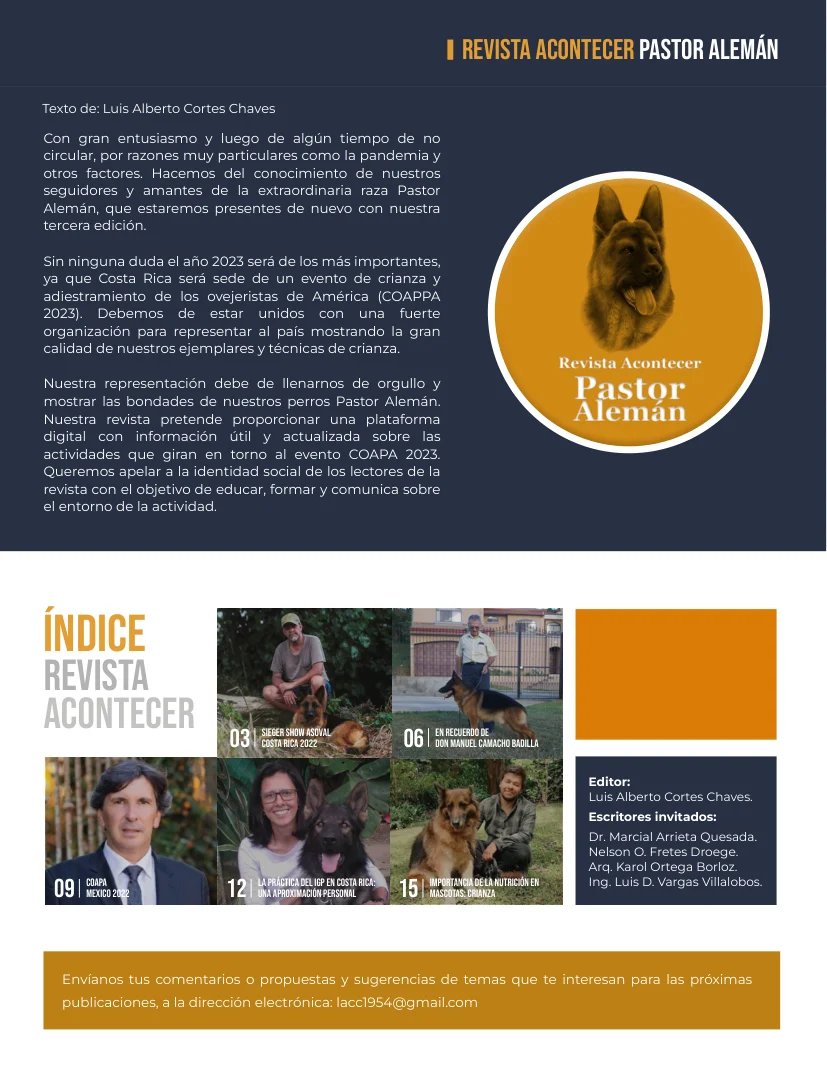 REVISTA ACONTECER PASTOR ALEMÁN
Texto de: Luis Alberto Cortes Chaves
Con gran entusiasmo y luego de algún tiempo de no
circular, por razones muy particulares como la pandemia y
otros factores. Hacemos del conocimiento de nuestros
seguidores y amantes de la extraordinaria raza Pastor
Alemán, que estaremos presentes de nuevo con nuestra
tercera edición.
Sin ninguna duda el año 2023 será de los más importantes,
ya que Costa Rica será sede de un evento de crianza y
adiestramiento de los ovejeristas de América (COAPPA
2023). Debemos de estar unidos con una fuerte
organización para representar al país mostrando la gran
calidad de nuestros ejemplares y técnicas de crianza.
Nuestra representación debe de llenarnos de orgullo y
mostrar las bondades de nuestros perros Pastor Alemán.
Nuestra revista pretende proporcionar una plataforma
digital con información útil y actualizada sobre las
actividades que giran en torno al evento COAPA 2023.
Queremos apelar a la identidad social de los lectores de la
revista con el objetivo de educar, formar y comunica sobre
el entorno de la actividad.
Revista Acontecer
Pastor
Alemán
ÍNDICE
REVISTA
ACONTECER
03 SIEGER SHOW ASOVAL
COSTA RICA 2022
06 EN RECUERDO DE
DON MANUEL CAMACHO BADILLA
09 COAPA
MEXICO 2022
12 LA PRÁCTICA DEL IGP EN COSTA RICA:
UNA APROXIMACIÓN PERSONAL
15 IMPORTANCIA DE LA NUTRICIÓN EN
MASCOTAS: CRIANZA
Editor:
Luis Alberto Cortes Chaves.
Escritores invitados:
Dr. Marcial Arrieta Quesada.
Nelson O. Fretes Droege.
Arq. Karol Ortega Borloz.
Ing. Luis D. Vargas Villalobos.
Envíanos tus comentarios o propuestas y sugerencias de temas que te interesan para las próximas
publicaciones, a la dirección electrónica: lacc1954@gmail.com